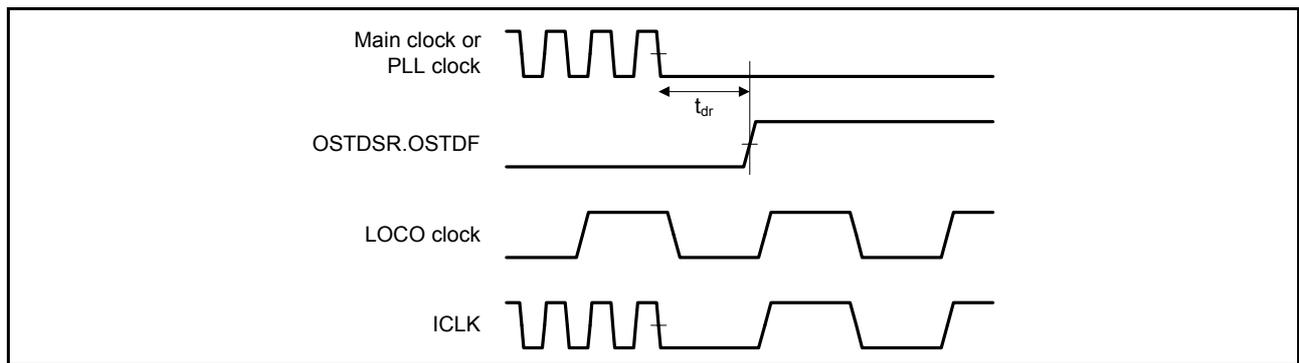 Main clock or
PLL clock
tdr
OSTDSR.OSTDF
LOCO clock
ICLK